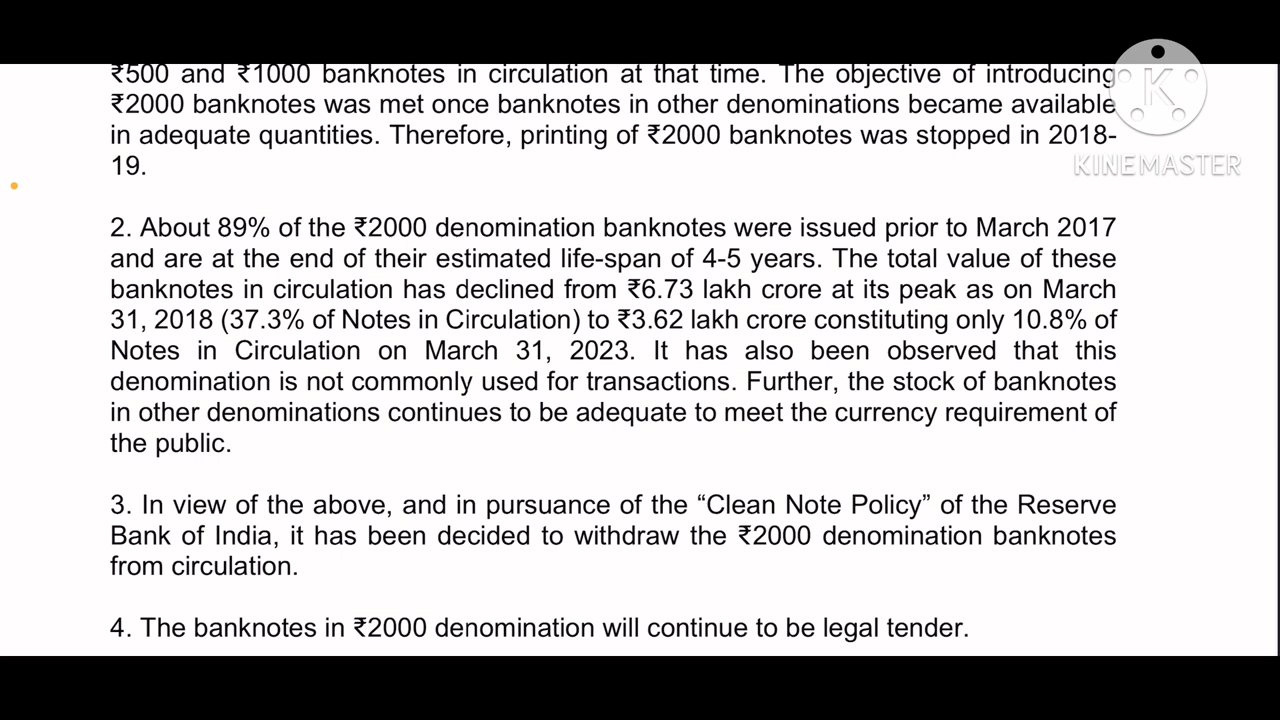 ₹500 and ₹1000 banknotes in circulation at that time. The objective of introducing
₹2000 banknotes was met once banknotes in other denominations became available
in adequate quantities. Therefore, printing of ₹2000 banknotes was stopped in 2018-
19.
K
KINEMASTER
2. About 89% of the ₹2000 denomination banknotes were issued prior to March 2017
and are at the end of their estimated life-span of 4-5 years. The total value of these
banknotes in circulation has declined from ₹6.73 lakh crore at its peak as on March
31, 2018 (37.3% of Notes in Circulation) to ₹3.62 lakh crore constituting only 10.8% of
Notes in Circulation on March 31, 2023. It has also been observed that this
denomination is not commonly used for transactions. Further, the stock of banknotes
in other denominations continues to be adequate to meet the currency requirement of
the public.
3. In view of the above, and in pursuance of the “Clean Note Policy” of the Reserve
Bank of India, it has been decided to withdraw the ₹2000 denomination banknotes
from circulation.
4. The banknotes in ₹2000 denomination will continue to be legal tender.